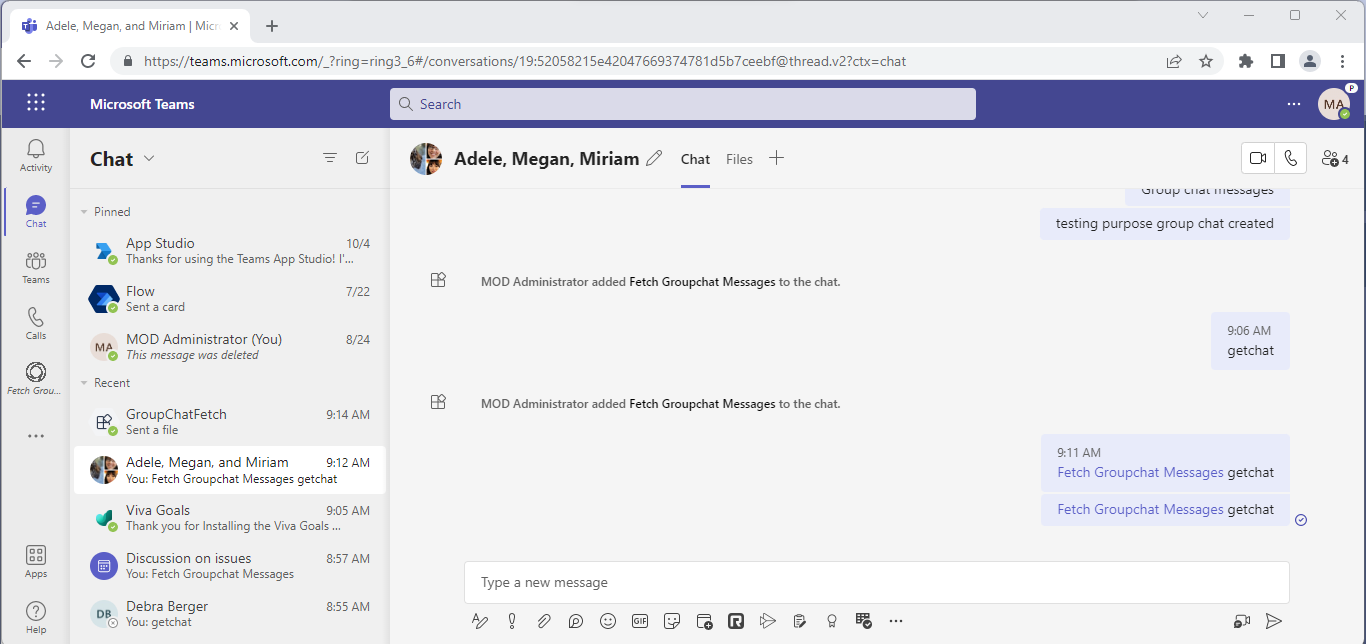 Adele, Megan, and Miriam | Micr
https://teams.microsoft.com/_?ring=ring3_6#/conversations/19:52058215e42047669374781d5b7ceebf@thread.v2?ctx=chat
Microsoft Teams
Search
MA
P
Activity
Chat
Teams
Calls
Fetch Grou...
Apps
Help
Chat
Pinned
App Studio 10/4
Thanks for using the Teams App Studio! I'...
Flow 7/22
Sent a card
MA
MOD Administrator (You) 8/24
This message was deleted
Recent
GroupChatFetch 9:14 AM
Sent a file
Adele, Megan, and Miriam 9:12 AM
You: Fetch Groupchat Messages getchat
Viva Goals 9:05 AM
Thank you for Installing the Viva Goals ...
Discussion on issues 8:57 AM
You: Fetch Groupchat Messages
DB
Debra Berger 8:55 AM
You: getchat
Adele, Megan, Miriam
Chat Files
4
Group chat messages
testing purpose group chat created
MOD Administrator added Fetch Groupchat Messages to the chat.
9:06 AM
getchat
MOD Administrator added Fetch Groupchat Messages to the chat.
9:11 AM
Fetch Groupchat Messages getchat
Fetch Groupchat Messages getchat
Type a new message
GIF